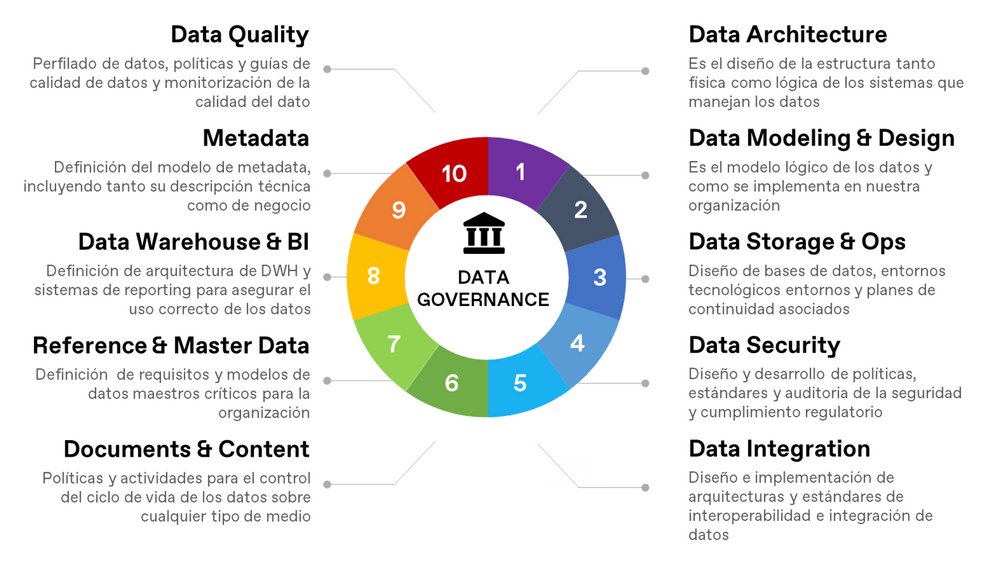 Data Quality
Perfilado de datos, políticas y guías de
calidad de datos y monitorización de la
calidad del dato
Metadata
Definición del modelo de metadata,
incluyendo tanto su descripción técnica
como de negocio
Data Warehouse & BI
Definición de arquitectura de DWH y
sistemas de reporting para asegurar el
uso correcto de los datos
Reference & Master Data
Definición de requisitos y modelos de
datos maestros críticos para la
organización
Documents & Content
Políticas y actividades para el control
del ciclo de vida de los datos sobre
cualquier tipo de medio
10
1
9
2
8
3
7
4
6
5
DATA
GOVERNANCE
Data Architecture
Es el diseño de la estructura tanto
física como lógica de los sistemas que
manejan los datos
Data Modeling & Design
Es el modelo lógico de los datos y
como se implementa en nuestra
organización
Data Storage & Ops
Diseño de bases de datos, entornos
tecnológicos entornos y planes de
continuidad asociados
Data Security
Diseño y desarrollo de políticas,
estándares y auditoria de la seguridad
y cumplimiento regulatorio
Data Integration
Diseño e implementación de
arquitecturas y estándares de
interoperabilidad e integración de
datos